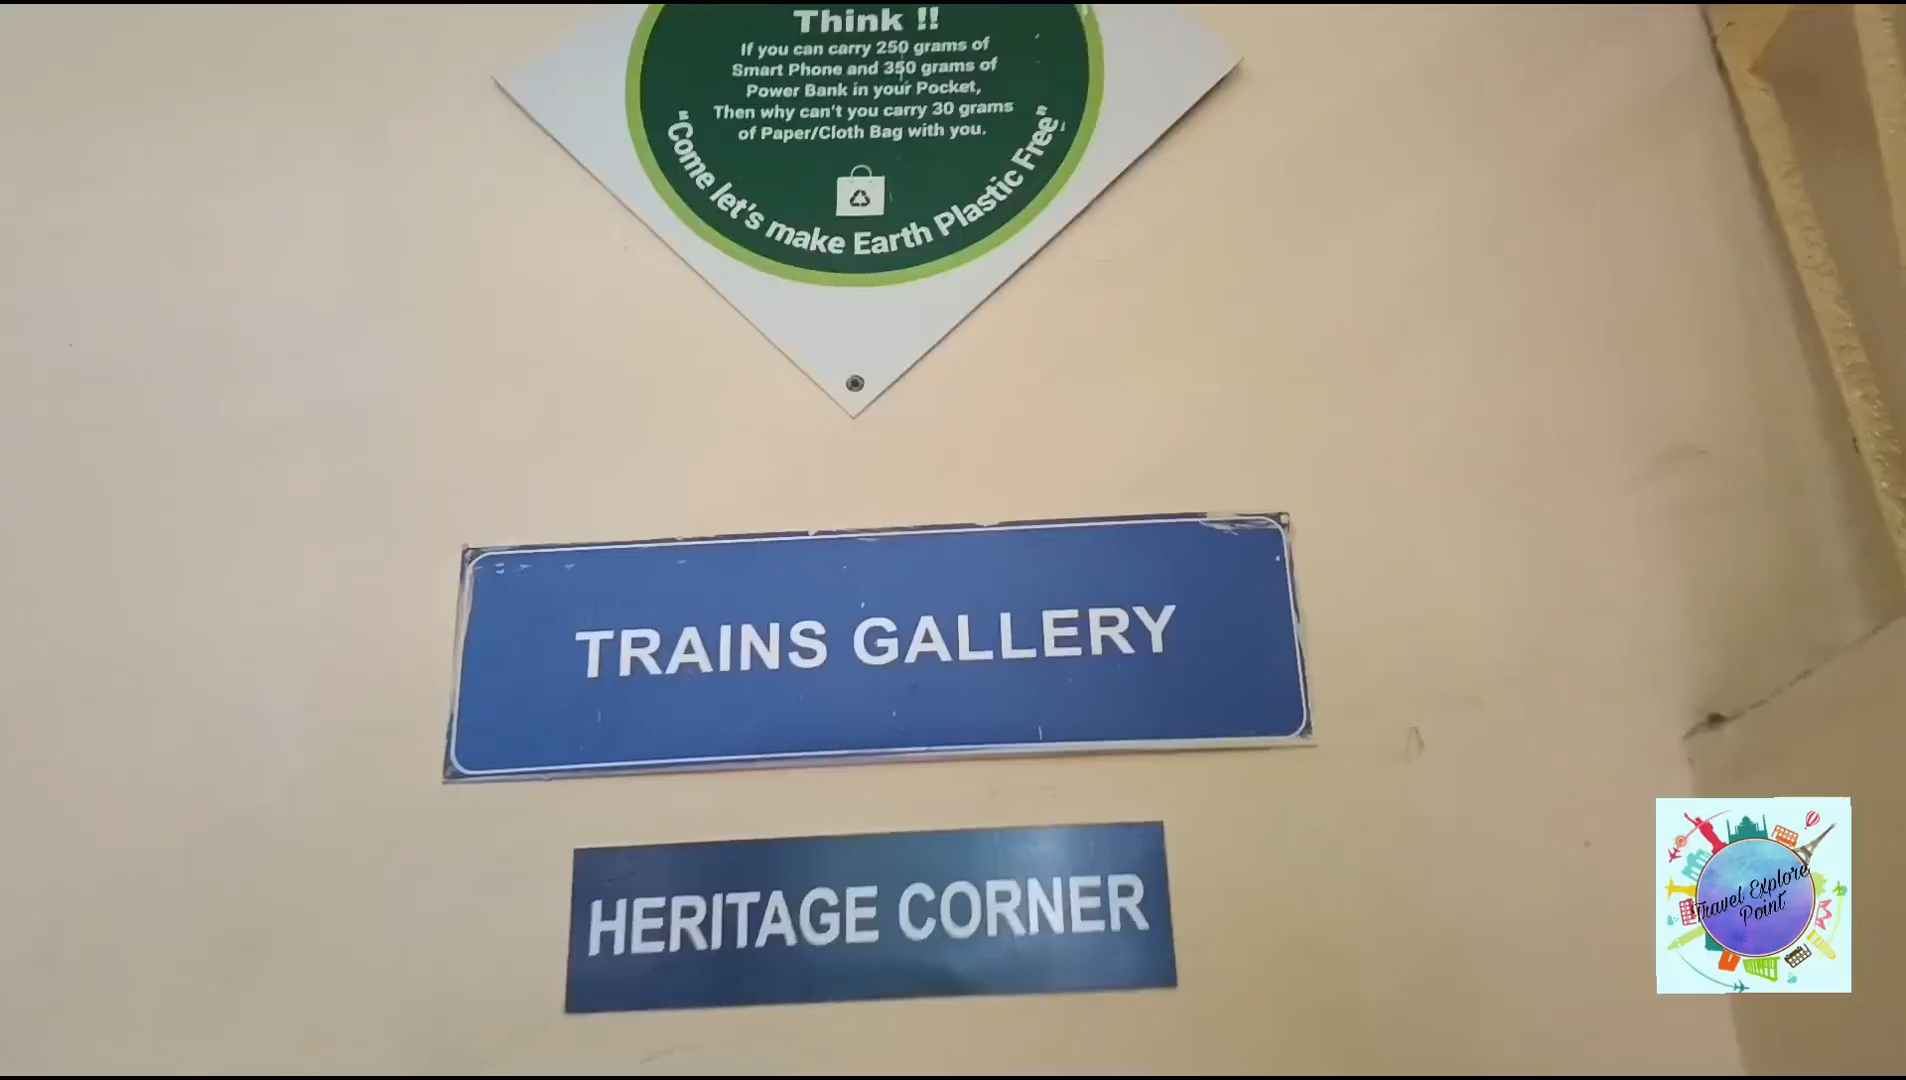 Think !!
If you can carry 250 grams of
Smart Phone and 350 grams of
Power Bank in your Pocket,
Then why can't you carry 30 grams
of Paper/Cloth Bag with you.
"Come let's make Earth Plastic Free"
TRAINS GALLERY
HERITAGE CORNER
Travel Explore
Point